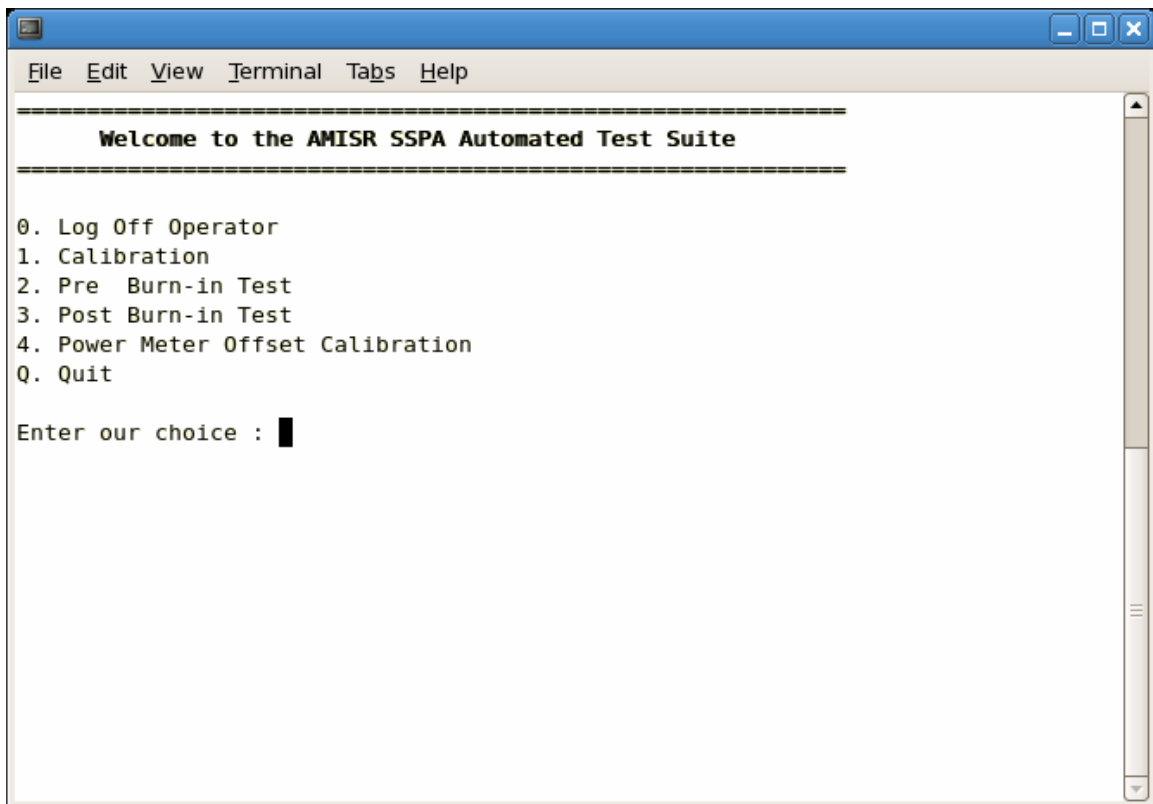 File Edit View Terminal Tabs Help
============================================================
Welcome to the AMISR SSPA Automated Test Suite
============================================================
0. Log Off Operator
1. Calibration
2. Pre  Burn-in Test
3. Post Burn-in Test
4. Power Meter Offset Calibration
Q. Quit
Enter our choice :